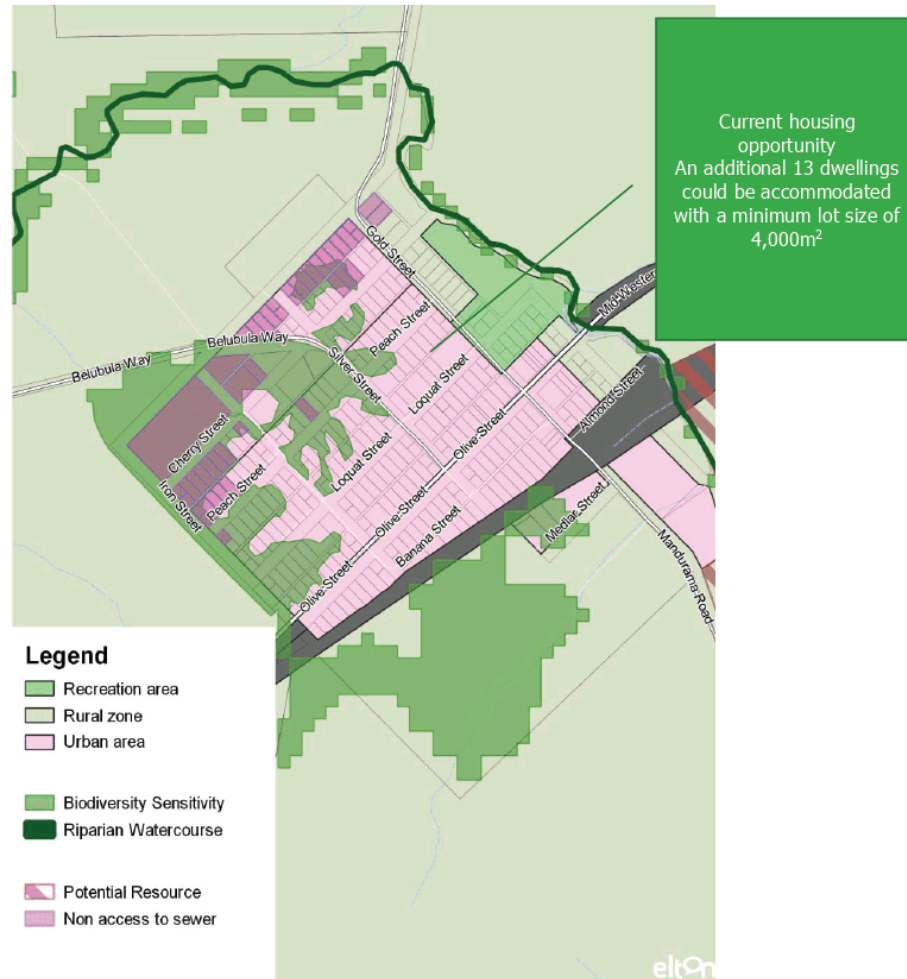 Current housing
opportunity
An additional 13 dwellings
could be accommodated
with a minimum lot size of
4,000m²
Gold Street
Mid-Western
Peach Street
Belubula Way
Belubula Way
Silver Street
Loquat Street
Almond Street
Olive Street
Cherry Street
Iron Street
Peach Street
Loquat Street
Olive Street
Banana Street
Medlar Street
Olive Street
Mandurama Road
Legend
Recreation area
Rural zone
Urban area
Biodiversity Sensitivity
Riparian Watercourse
Potential Resource
Non access to sewer
elton